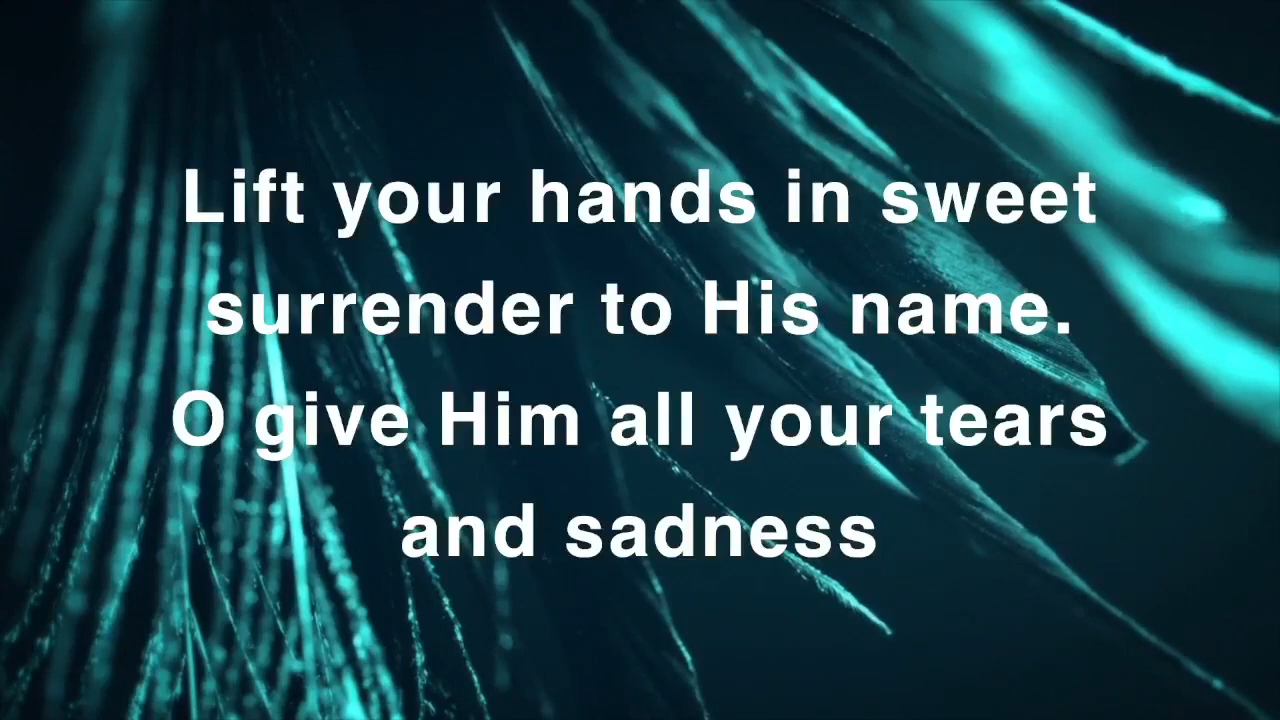 Lift your hands in sweet
surrender to His name.
O give Him all your tears
and sadness